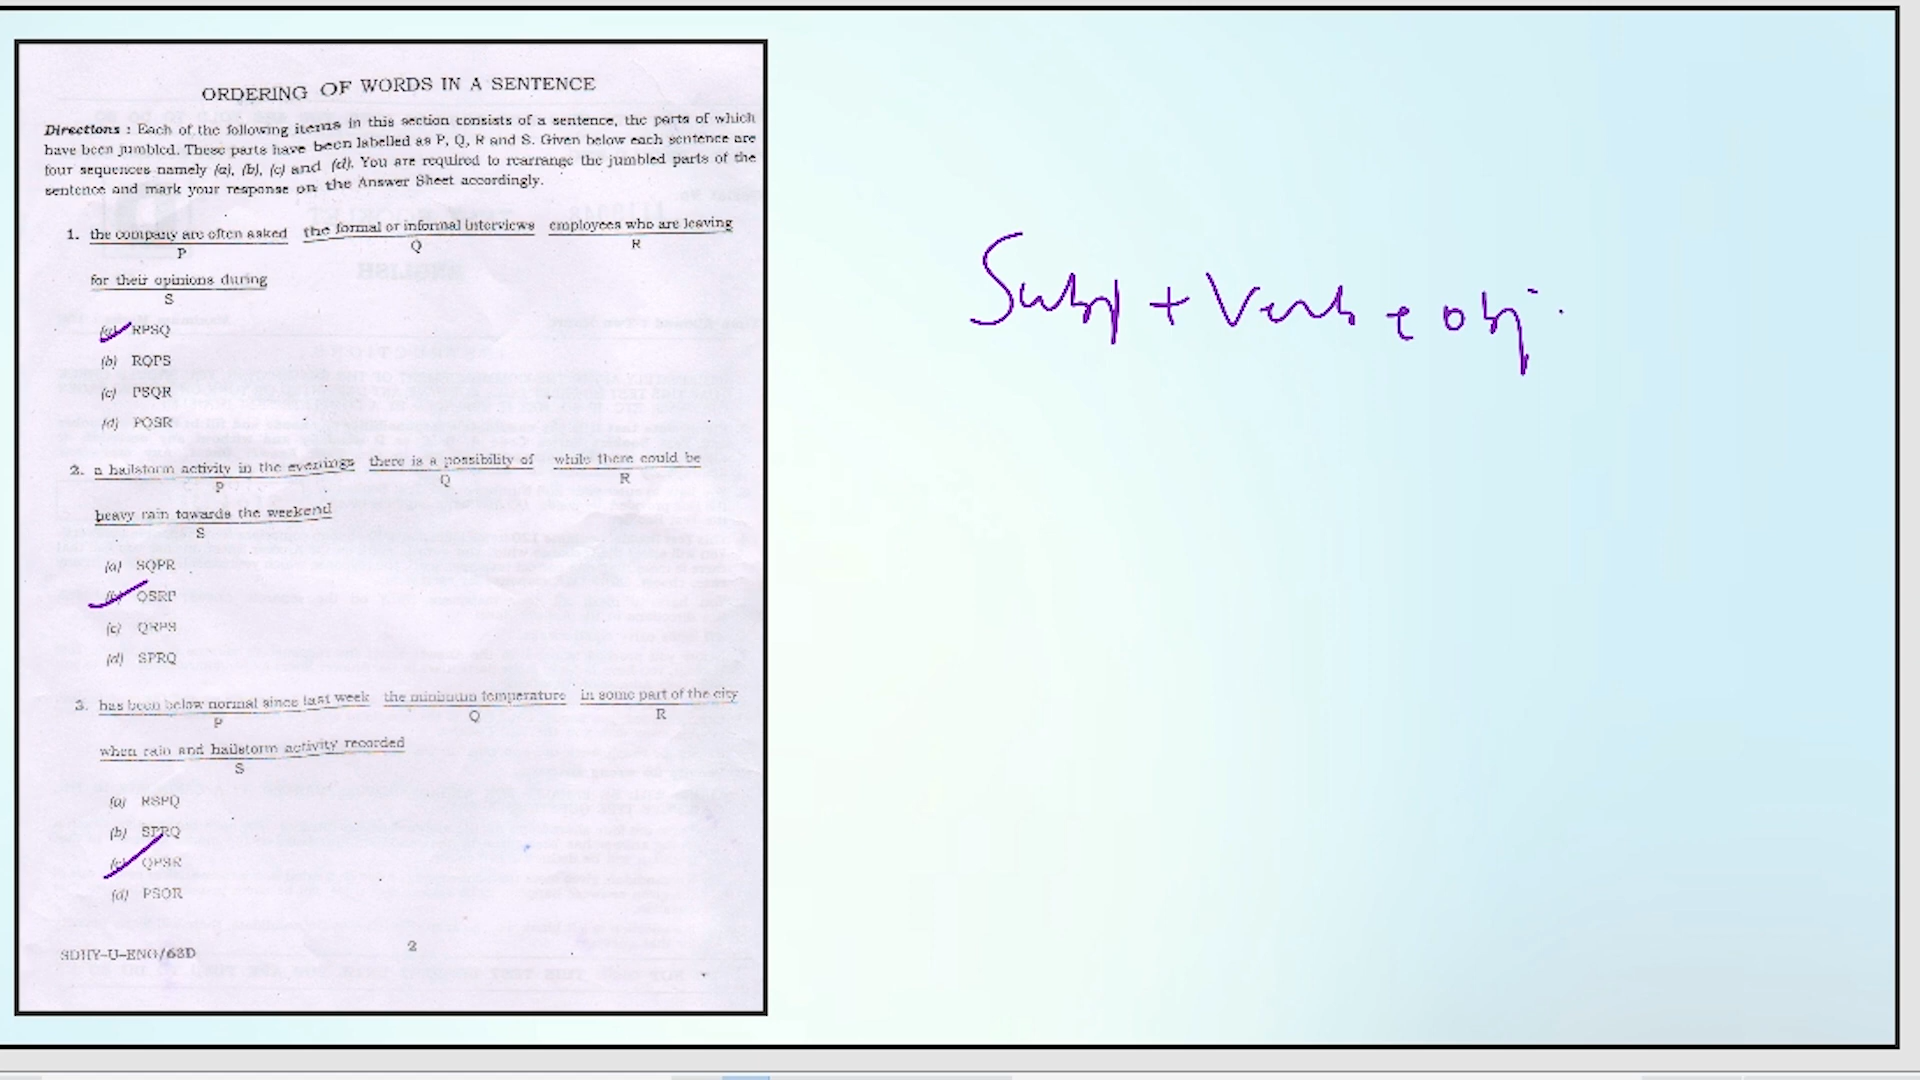 ORDERING OF WORDS IN A SENTENCE
Directions : Each of the following items in this section consists of a sentence, the parts of which
have been jumbled. These parts have been labelled as P, Q, R and S. Given below each sentence are
four sequences namely (a), (b), (c) and (d). You are required to rearrange the jumbled parts of the
sentence and mark your response on the Answer Sheet accordingly.
1. the company are often asked the formal or informal interviews employees who are leaving
P Q R
for their opinions during
S
(a) RPSQ
(b) RQPS
(c) PSQR
(d) PQSR
2. a hailstorm activity in the evenings there is a possibility of while there could be
P Q R
heavy rain towards the weekend
S
(a) SQPR
(b) QSRP
(c) QRPS
(d) SPRQ
3. has been below normal since last week the minimum temperature in some part of the city
P Q R
when rain and hailstorm activity recorded
S
(a) RSPQ
(b) SPRQ
(c) QPSR
(d) PSQR
SDHY-U-ENG/63D 2
Subj + Verb + obj.